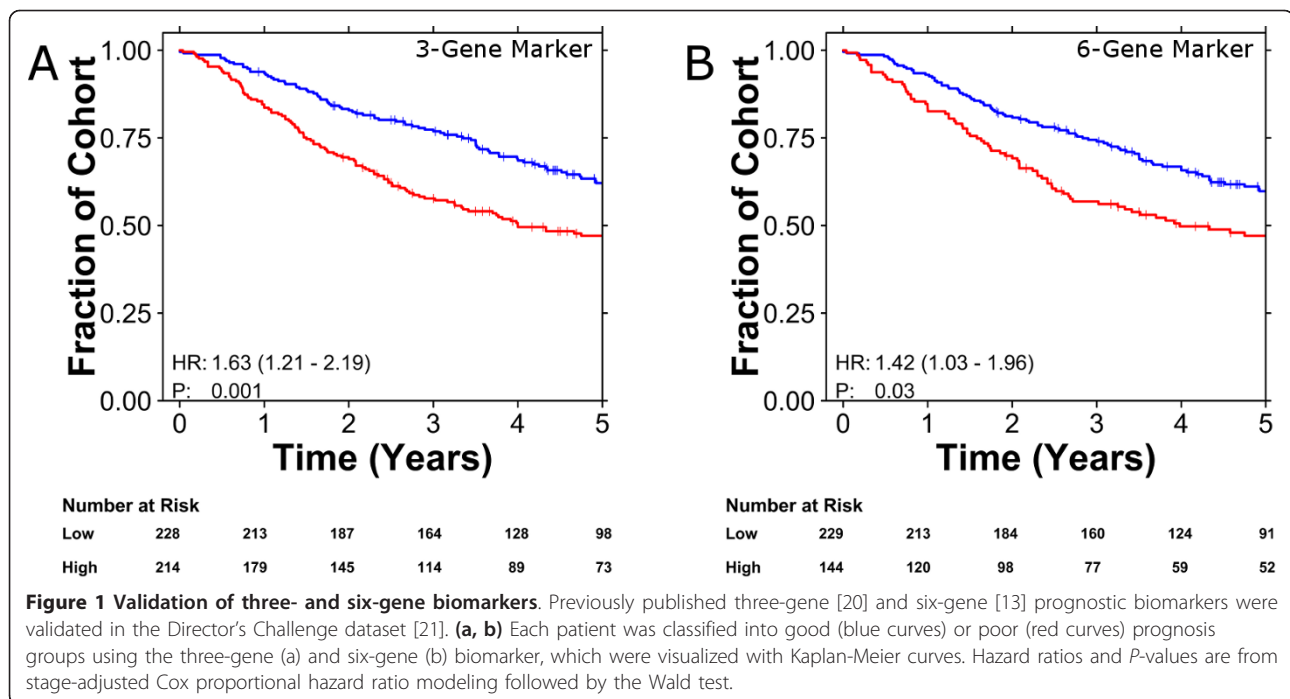 A
3-Gene Marker
Fraction of Cohort
1.00
0.75
0.50
0.25
0.00
HR: 1.63 (1.21 - 2.19)
P: 0.001
0 1 2 3 4 5
Time (Years)
Number at Risk
Low 228 213 187 164 128 98
High 214 179 145 114 89 73
B
6-Gene Marker
Fraction of Cohort
1.00
0.75
0.50
0.25
0.00
HR: 1.42 (1.03 - 1.96)
P: 0.03
0 1 2 3 4 5
Time (Years)
Number at Risk
Low 229 213 184 160 124 91
High 144 120 98 77 59 52
Figure 1 Validation of three- and six-gene biomarkers. Previously published three-gene [20] and six-gene [13] prognostic biomarkers were
validated in the Director's Challenge dataset [21]. (a, b) Each patient was classified into good (blue curves) or poor (red curves) prognosis
groups using the three-gene (a) and six-gene (b) biomarker, which were visualized with Kaplan-Meier curves. Hazard ratios and P-values are from
stage-adjusted Cox proportional hazard ratio modeling followed by the Wald test.